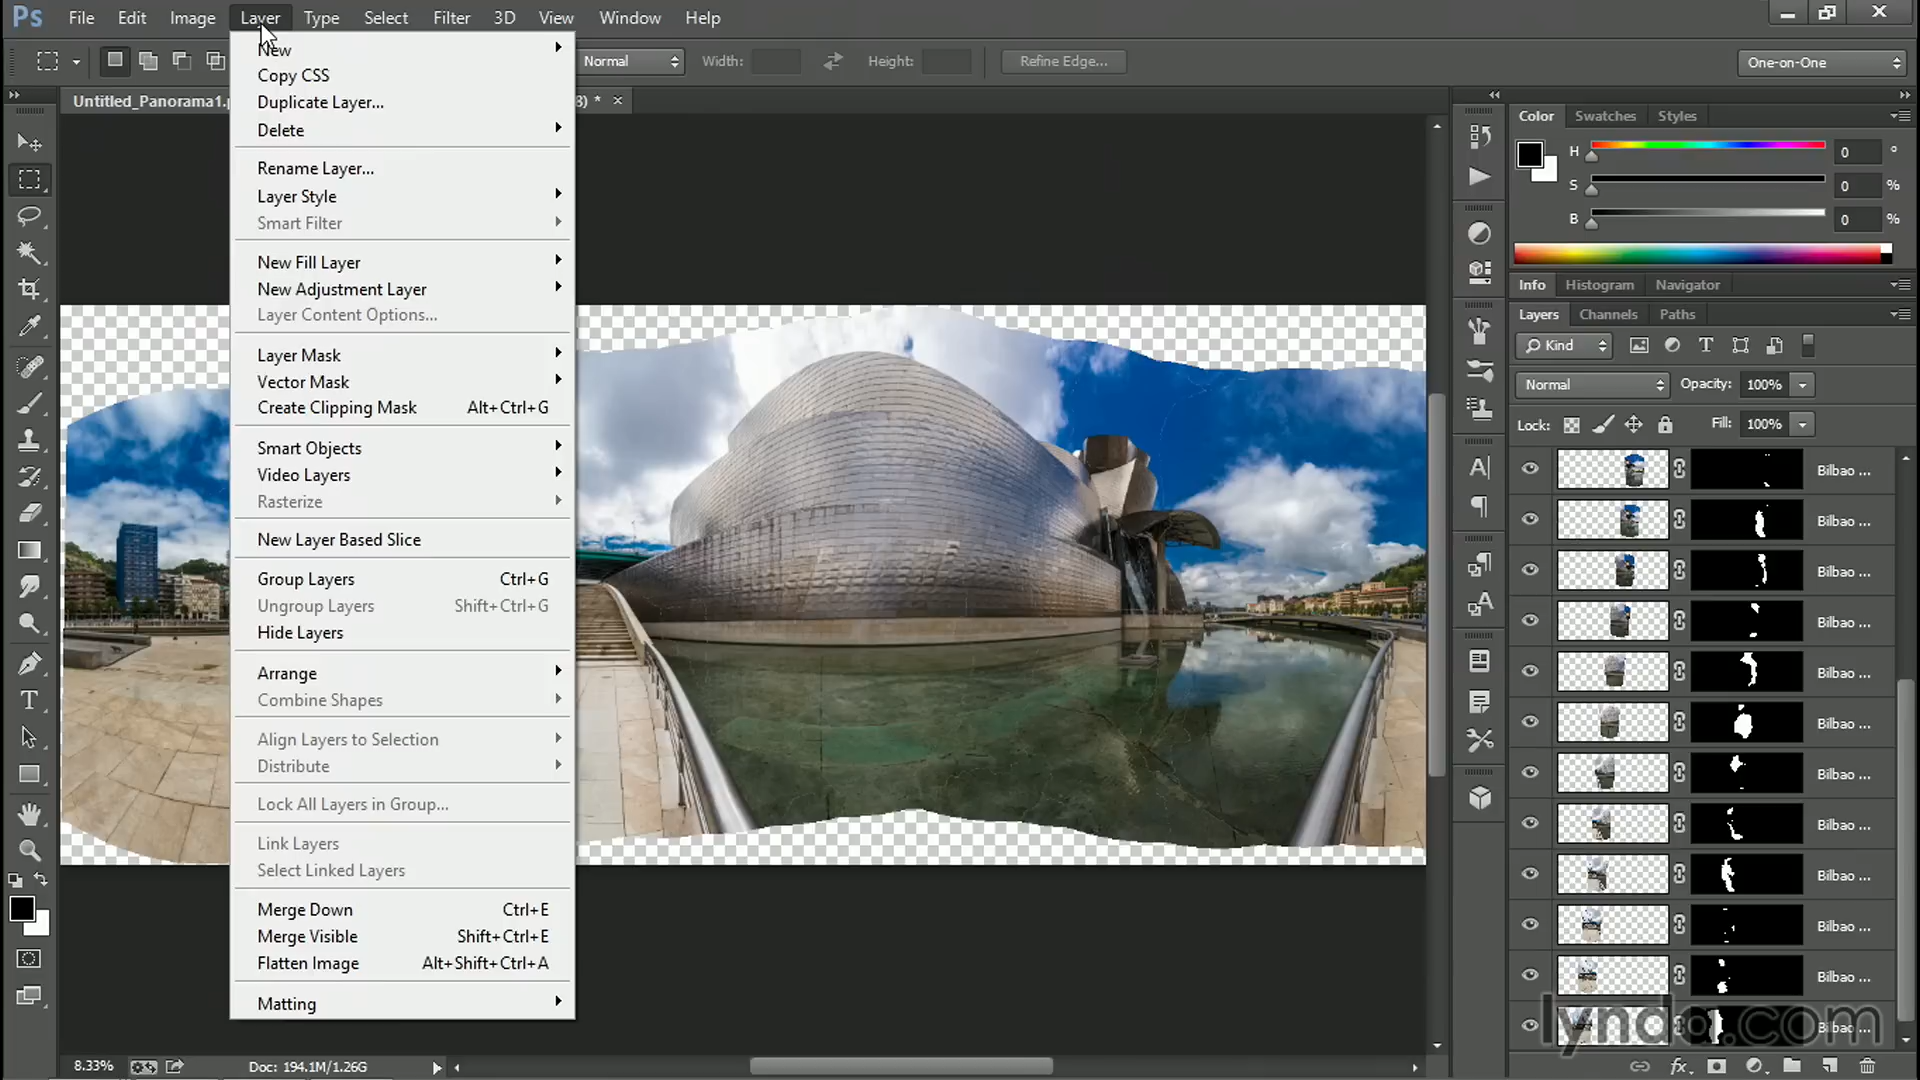 Ps File Edit Image Layer Type Select Filter 3D View Window Help
Normal Width: Height: Refine Edge... One-on-One
Untitled_Panorama1.p 8) * ×
New
Copy CSS
Duplicate Layer...
Delete
Rename Layer...
Layer Style
Smart Filter
New Fill Layer
New Adjustment Layer
Layer Content Options...
Layer Mask
Vector Mask
Create Clipping Mask Alt+Ctrl+G
Smart Objects
Video Layers
Rasterize
New Layer Based Slice
Group Layers Ctrl+G
Ungroup Layers Shift+Ctrl+G
Hide Layers
Arrange
Combine Shapes
Align Layers to Selection
Distribute
Lock All Layers in Group...
Link Layers
Select Linked Layers
Merge Down Ctrl+E
Merge Visible Shift+Ctrl+E
Flatten Image Alt+Shift+Ctrl+A
Matting
8.33% Doc: 194.1M/1.26G
Color Swatches Styles
H 0 °
S 0 %
B 0 %
Info Histogram Navigator
Layers Channels Paths
Kind
Normal Opacity: 100%
Lock: Fill: 100%
Bilbao ...
Bilbao ...
Bilbao ...
Bilbao ...
Bilbao ...
Bilbao ...
Bilbao ...
Bilbao ...
Bilbao ...
Bilbao ...
Bilbao ...
Bilbao ...
lynda.com